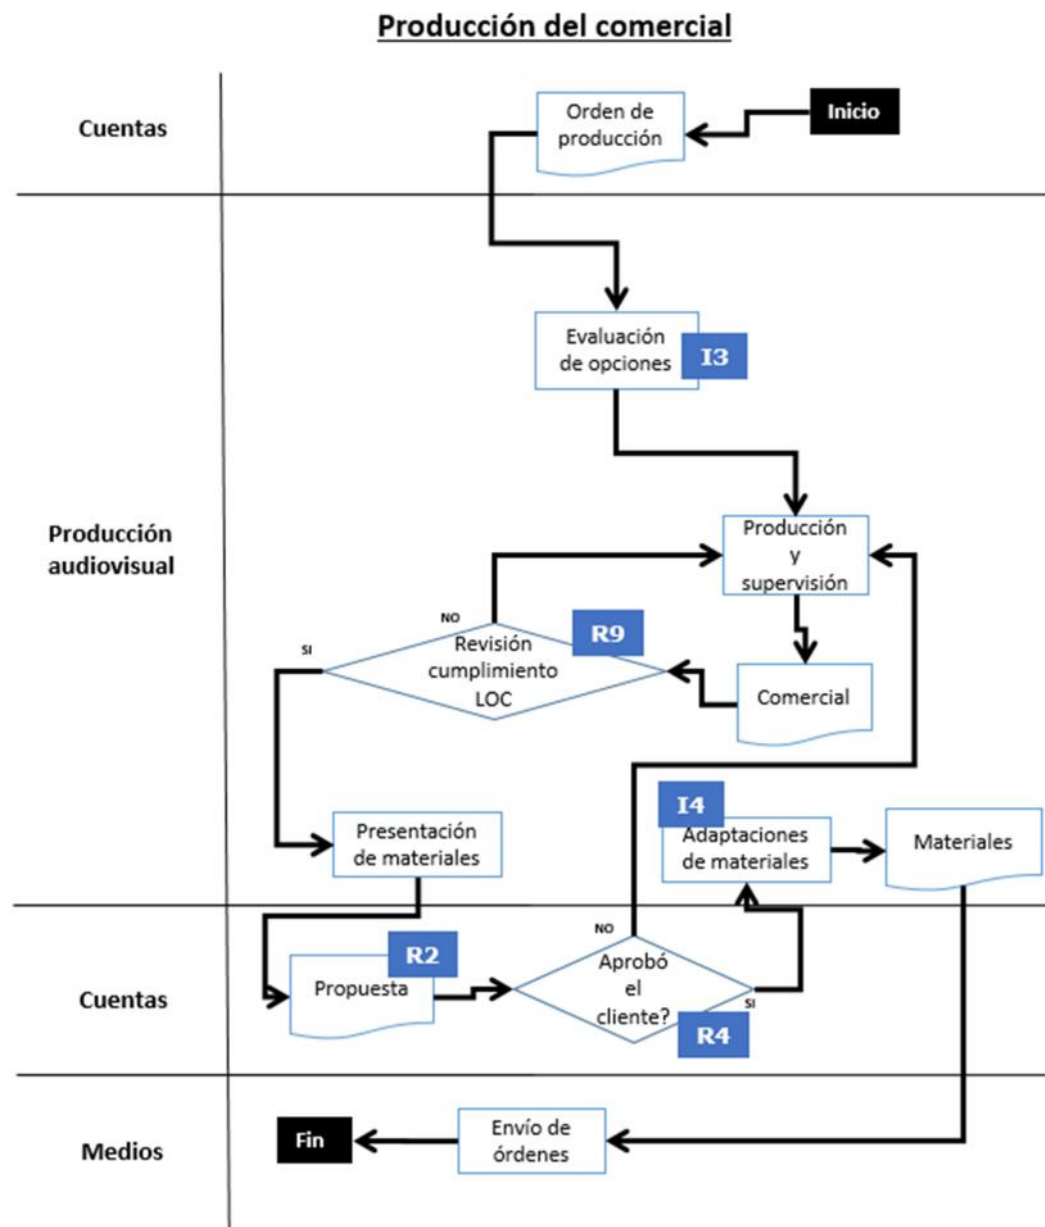 Producción del comercial
Cuentas
Orden de
producción
Inicio
Producción
audiovisual
Evaluación
de opciones
I3
Producción
y
supervisión
NO
SI
Revisión
cumplimiento
LOC
R9
Comercial
Presentación
de materiales
I4
Adaptaciones
de materiales
Materiales
Cuentas
Propuesta
R2
NO
Aprobó
el
cliente?
SI
R4
Medios
Fin
Envío de
órdenes